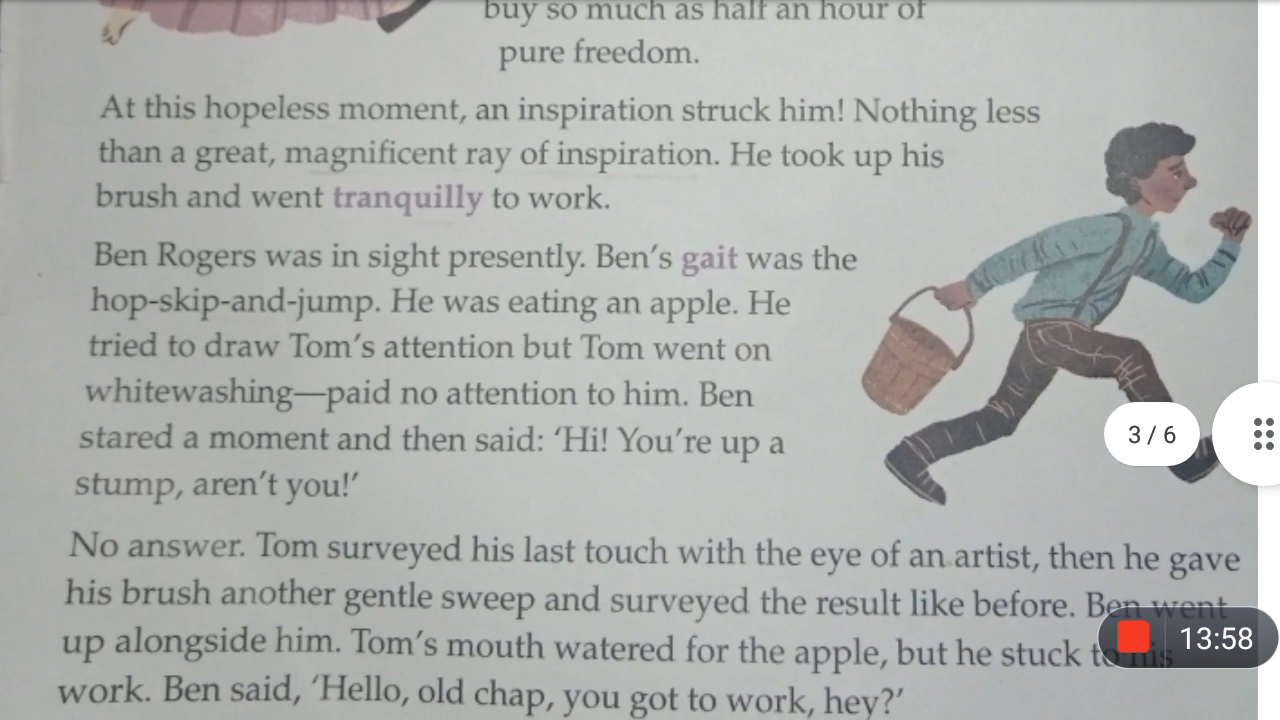 buy so much as half an hour of
pure freedom.
At this hopeless moment, an inspiration struck him! Nothing less
than a great, magnificent ray of inspiration. He took up his
brush and went tranquilly to work.
Ben Rogers was in sight presently. Ben's gait was the
hop-skip-and-jump. He was eating an apple. He
tried to draw Tom's attention but Tom went on
whitewashing—paid no attention to him. Ben
stared a moment and then said: 'Hi! You're up a
stump, aren't you!'
3 / 6
No answer. Tom surveyed his last touch with the eye of an artist, then he gave
his brush another gentle sweep and surveyed the result like before. Ben went
up alongside him. Tom's mouth watered for the apple, but he stuck to his
13:58
work. Ben said, 'Hello, old chap, you got to work, hey?'